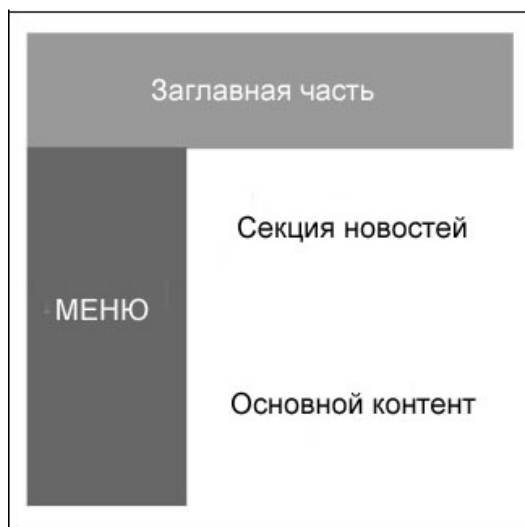 Заглавная часть
Секция новостей
МЕНЮ
Основной контент